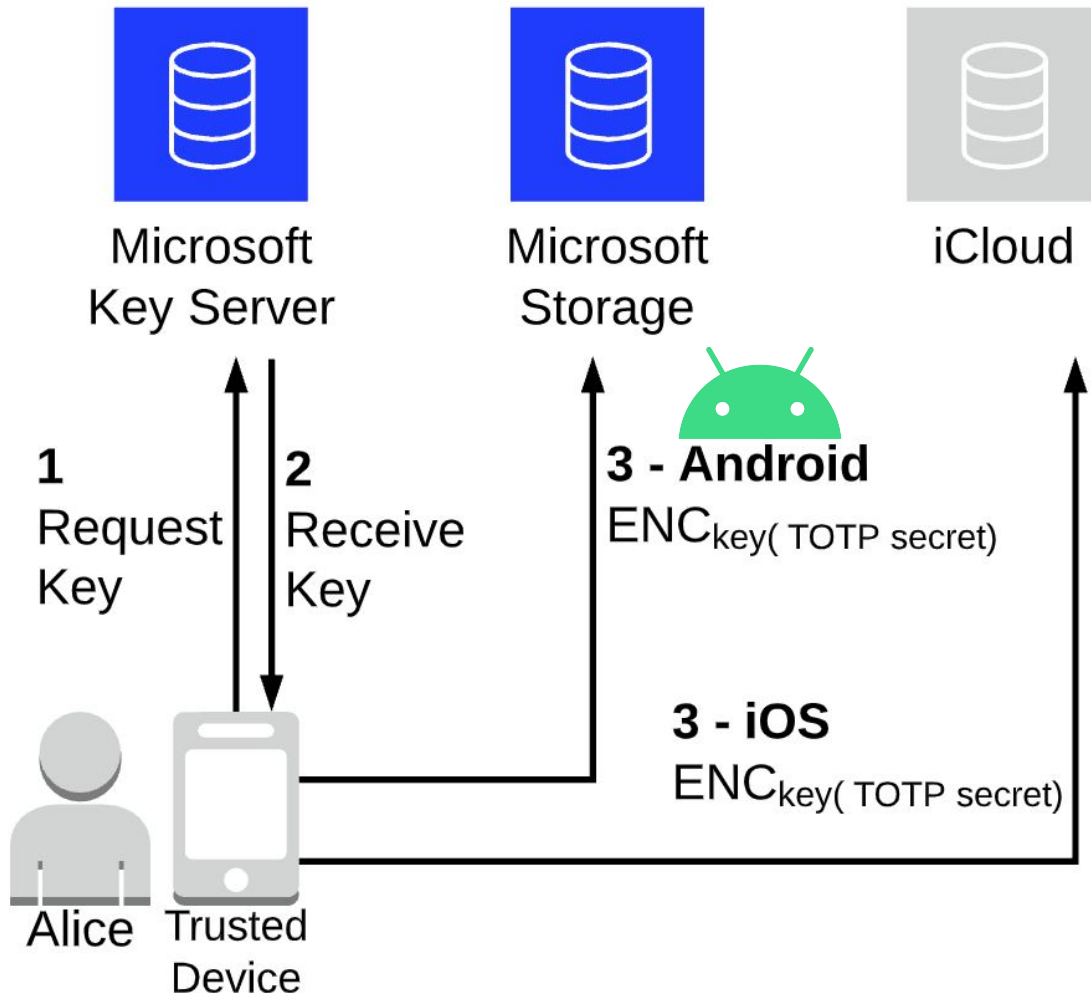 Microsoft
Key Server
Microsoft
Storage
iCloud
1
Request
Key
2
Receive
Key
3 - Android
ENCkey( TOTP secret)
3 - iOS
ENCkey( TOTP secret)
Alice
Trusted
Device